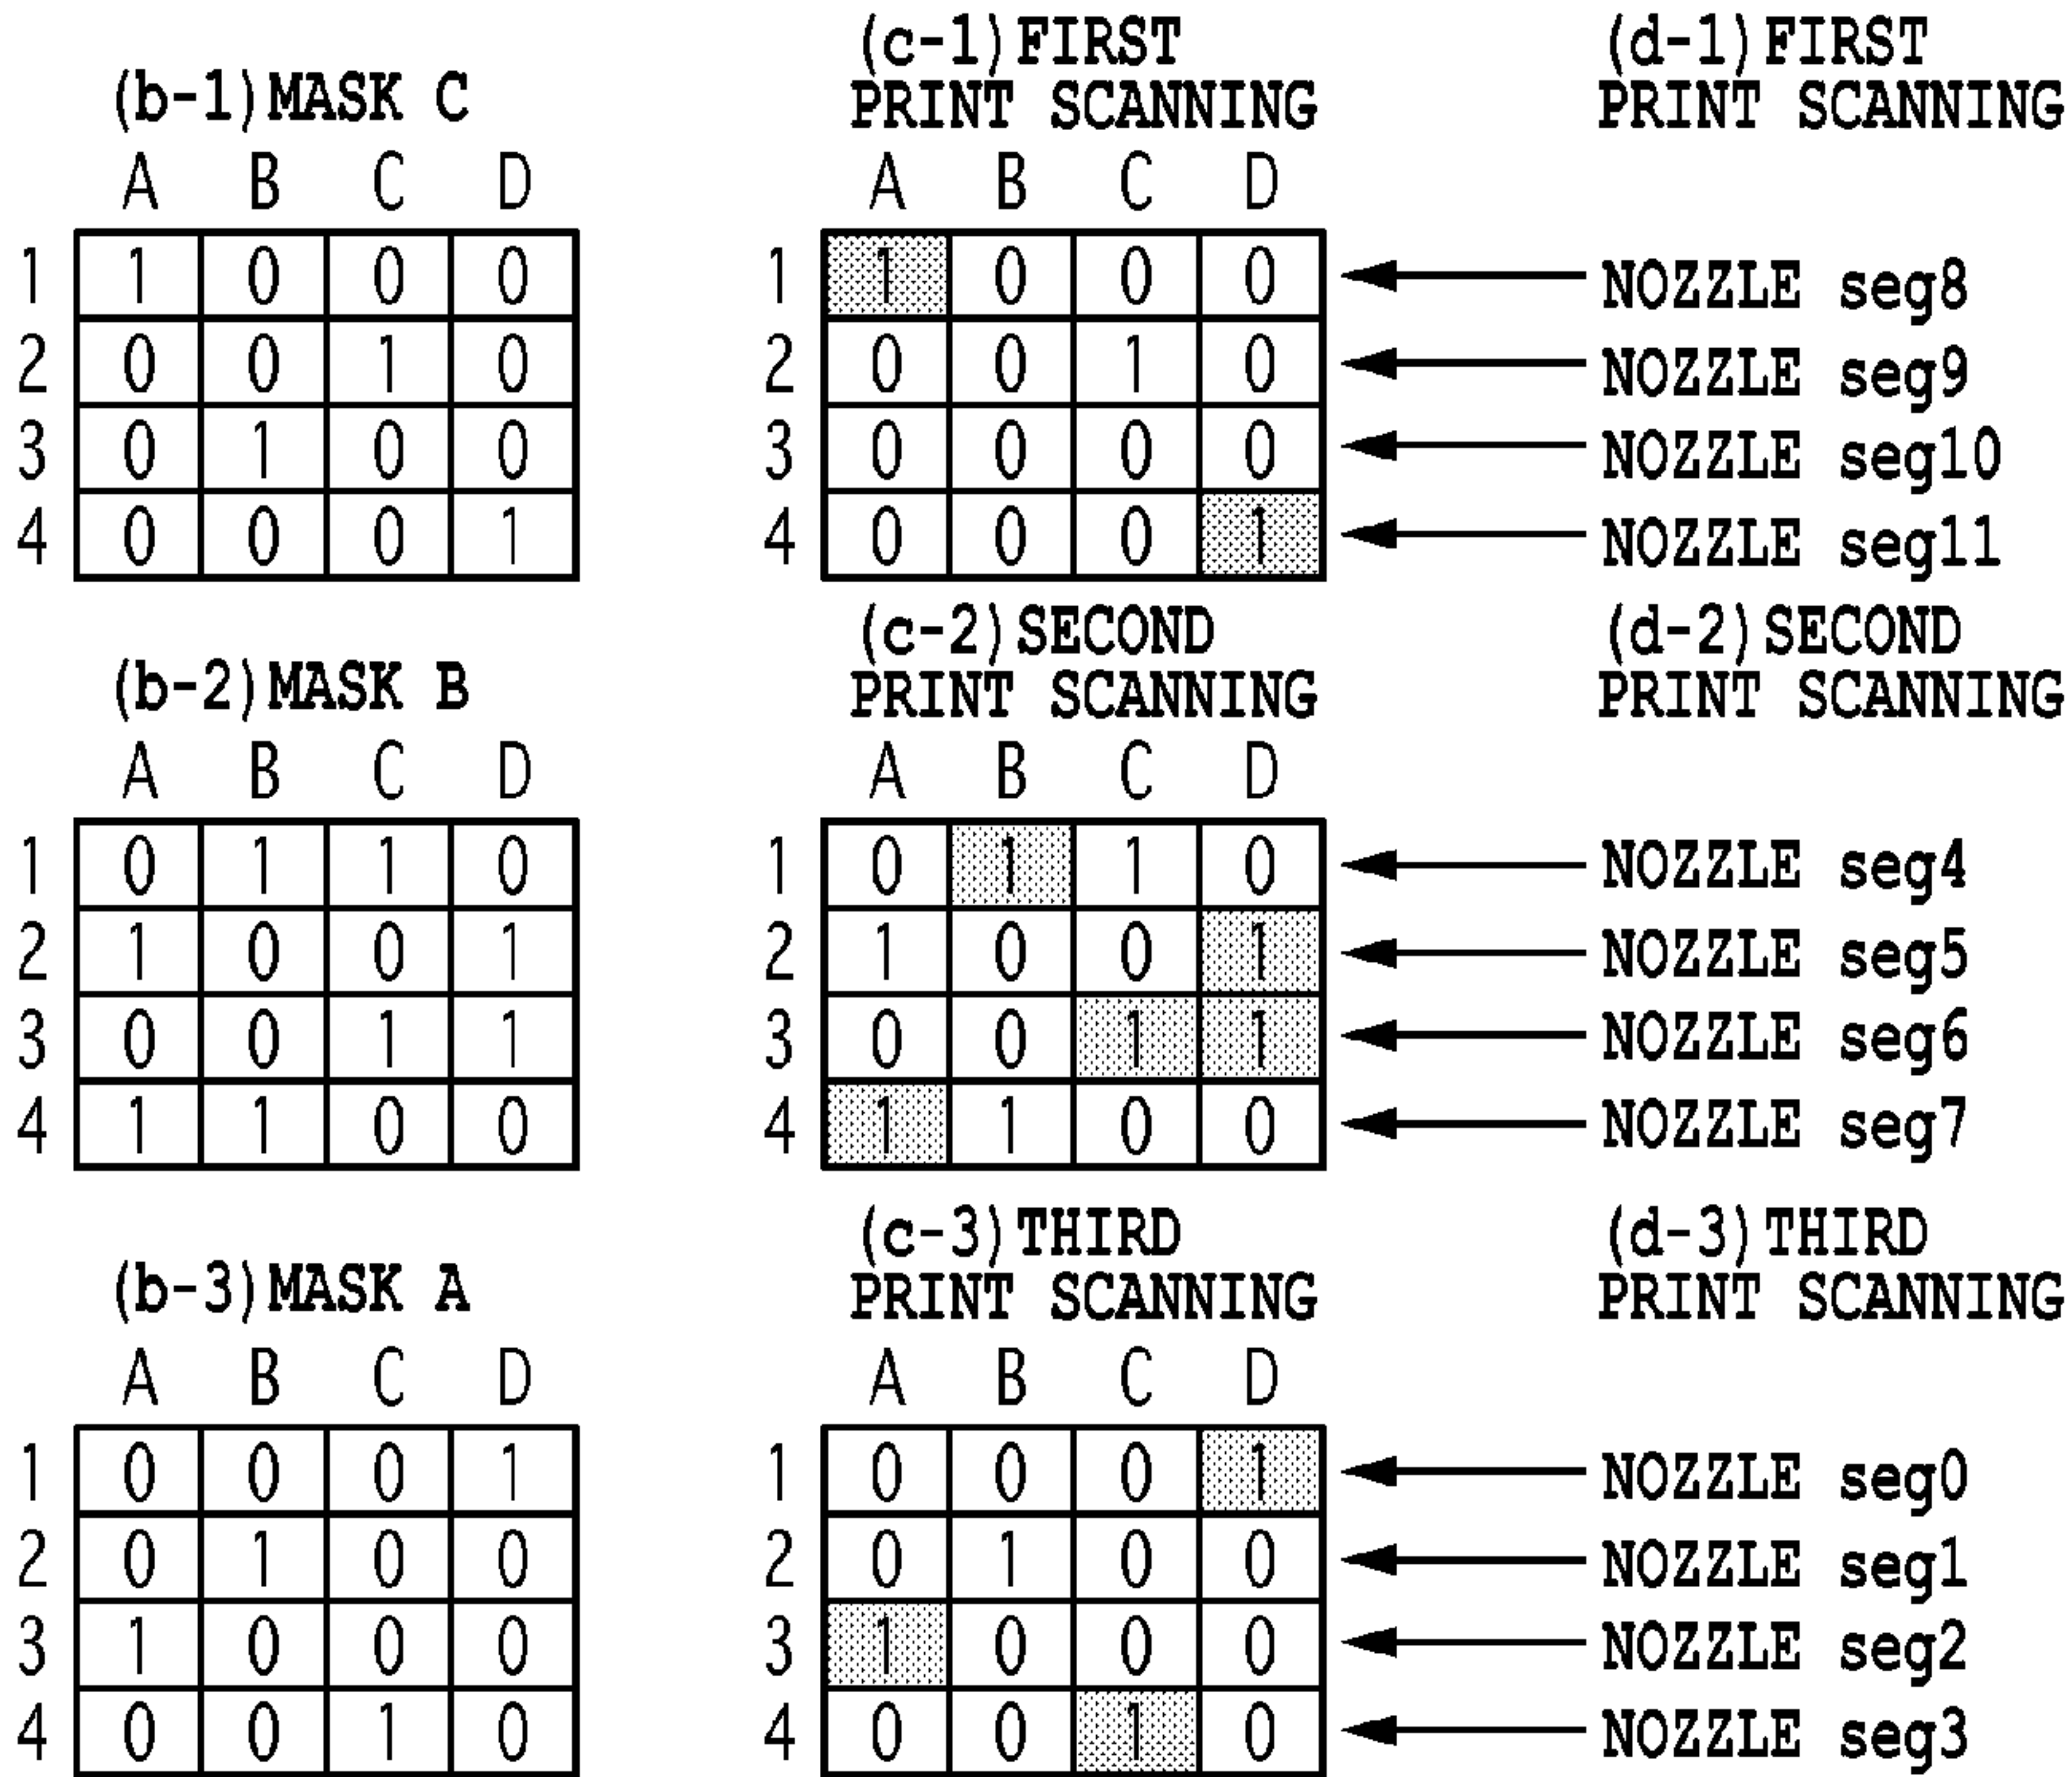 (b-1)MASK C
(c-1)FIRST
PRINT SCANNING
(d-1)FIRST
PRINT SCANNING
A B C D
A B C D
1 1 0 0 0
1 1 0 0 0
NOZZLE seg8
2 0 0 1 0
2 0 0 1 0
NOZZLE seg9
3 0 1 0 0
3 0 0 0 0
NOZZLE seg10
4 0 0 0 1
4 0 0 0 1
NOZZLE seg11
(b-2)MASK B
(c-2)SECOND
PRINT SCANNING
(d-2)SECOND
PRINT SCANNING
A B C D
A B C D
1 0 1 1 0
1 0 1 1 0
NOZZLE seg4
2 1 0 0 1
2 1 0 0 1
NOZZLE seg5
3 0 0 1 1
3 0 0 1 1
NOZZLE seg6
4 1 1 0 0
4 1 1 0 0
NOZZLE seg7
(b-3)MASK A
(c-3)THIRD
PRINT SCANNING
(d-3)THIRD
PRINT SCANNING
A B C D
A B C D
1 0 0 0 1
1 0 0 0 1
NOZZLE seg0
2 0 1 0 0
2 0 1 0 0
NOZZLE seg1
3 1 0 0 0
3 1 0 0 0
NOZZLE seg2
4 0 0 1 0
4 0 0 1 0
NOZZLE seg3